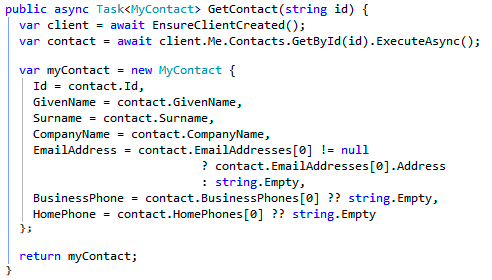 public async Task<MyContact> GetContact(string id) {
  var client = await EnsureClientCreated();
  var contact = await client.Me.Contacts.GetById(id).ExecuteAsync();

  var myContact = new MyContact {
    Id = contact.Id,
    GivenName = contact.GivenName,
    Surname = contact.Surname,
    CompanyName = contact.CompanyName,
    EmailAddress = contact.EmailAddresses[0] != null
                          ? contact.EmailAddresses[0].Address
                          : string.Empty,
    BusinessPhone = contact.BusinessPhones[0] ?? string.Empty,
    HomePhone = contact.HomePhones[0] ?? string.Empty
  };

  return myContact;
}